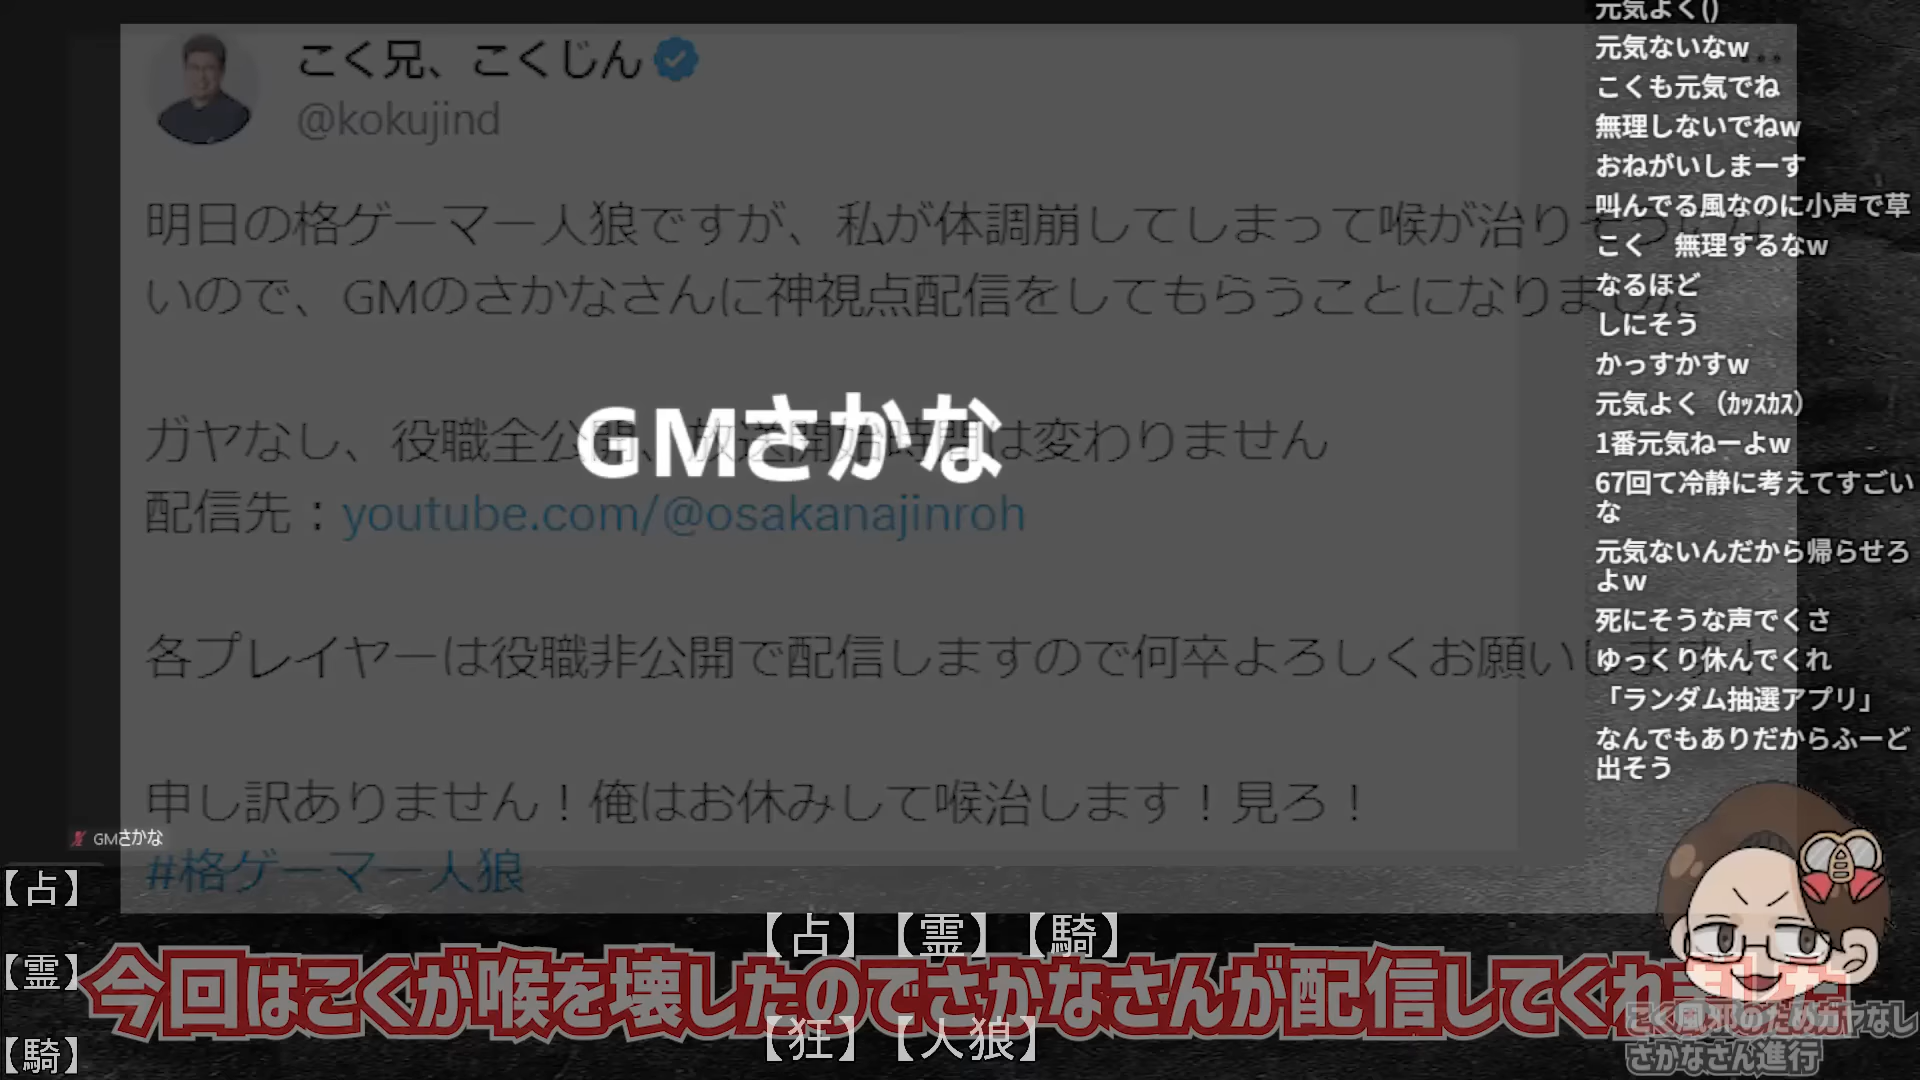 こく兄、こくじん
@kokujind
明日の格ゲーマー人狼ですが、私が体調崩してしまって喉が治りそ
いので、GMのさかなさんに神視点配信をしてもらうことになりまし
ガヤなし、役職全公開、放送開始時間は変わりません
配信先：youtube.com/@osakanajinroh
各プレイヤーは役職非公開で配信しますので何卒よろしくお願いします！
申し訳ありません！俺はお休みして喉治します！見ろ！
#格ゲーマー人狼
GMさかな
GMさかな
元気よく()
元気ないなw
こくも元気でね
無理しないでねw
おねがいしまーす
叫んでる風なのに小声で草
こく　無理するなw
なるほど
しにそう
かっすかすw
元気よく（ｶｯｽｶｽ）
1番元気ねーよw
67回て冷静に考えてすごい
な
元気ないんだから帰らせろ
よw
死にそうな声でくさ
ゆっくり休んでくれ
「ランダム抽選アプリ」
なんでもありだからふーど
出そう
【占】
【霊】
【騎】
【占】【霊】【騎】
今回はこくが喉を壊したのでさかなさんが配信してくれました
【狂】【人狼】
こく風邪のためガヤなし
さかなさん進行